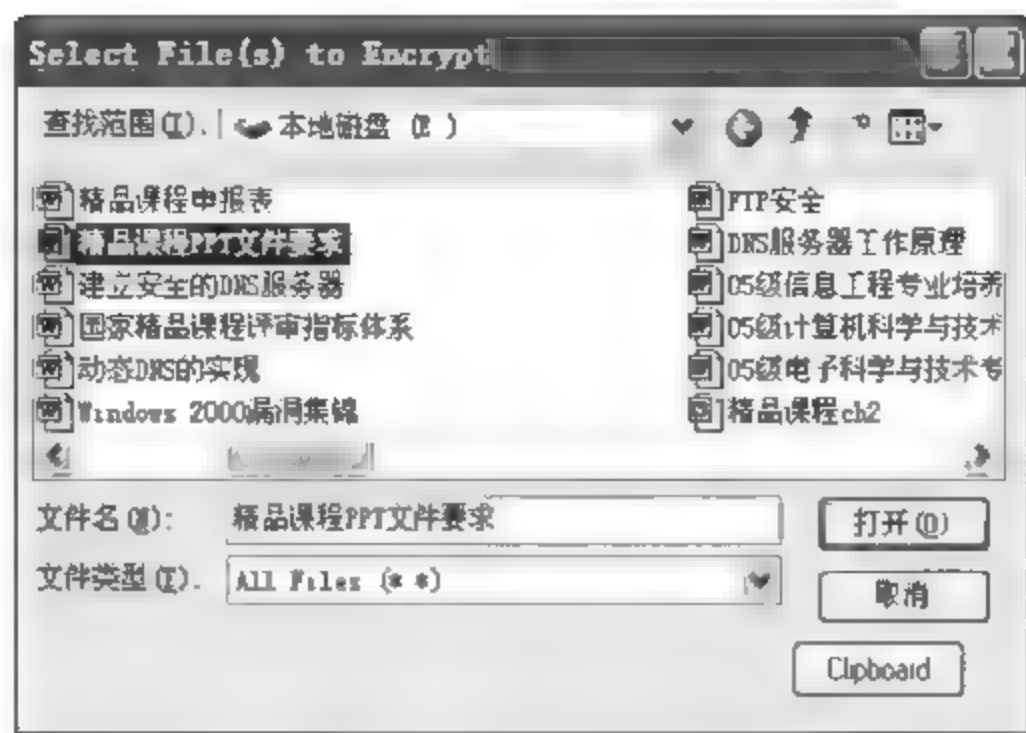 Select File(s) to Encrypt
查找范围(I): 本地磁盘 (E:)
精品课程申报表
精品课程PPT文件要求
建立安全的DNS服务器
国家精品课程评审指标体系
动态DNS的实现
Windows 2000漏洞集锦
FTP安全
DNS服务器工作原理
05级信息工程专业培养
05级计算机科学与技术
05级电子科学与技术专
精品课程ch2
文件名(N): 精品课程PPT文件要求
打开(O)
文件类型(T): All Files (*.*)
取消
Clipboard